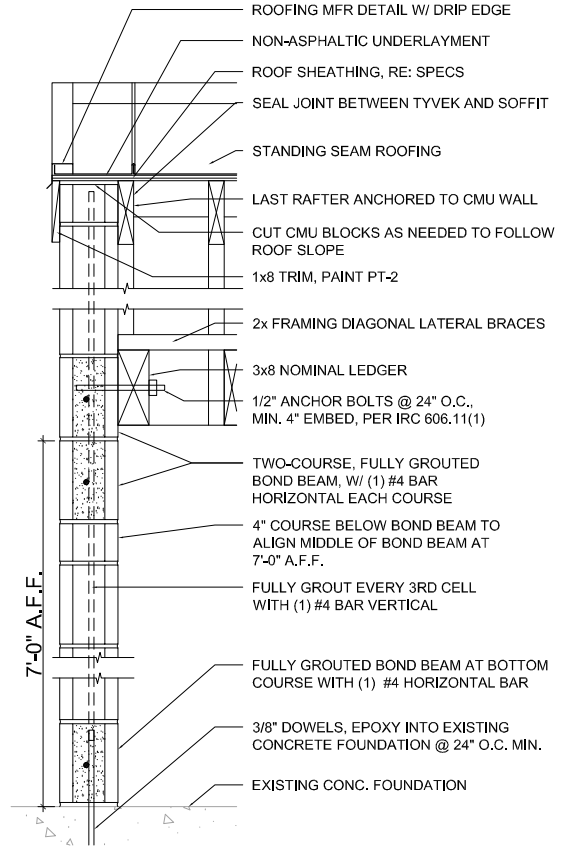 ROOFING MFR DETAIL W/ DRIP EDGE
NON-ASPHALTIC UNDERLAYMENT
ROOF SHEATHING, RE: SPECS
SEAL JOINT BETWEEN TYVEK AND SOFFIT
STANDING SEAM ROOFING
LAST RAFTER ANCHORED TO CMU WALL
CUT CMU BLOCKS AS NEEDED TO FOLLOW
ROOF SLOPE
1x8 TRIM, PAINT PT-2
2x FRAMING DIAGONAL LATERAL BRACES
3x8 NOMINAL LEDGER
1/2" ANCHOR BOLTS @ 24" O.C.,
MIN. 4" EMBED, PER IRC 606.11(1)
TWO-COURSE, FULLY GROUTED
BOND BEAM, W/ (1) #4 BAR
HORIZONTAL EACH COURSE
4" COURSE BELOW BOND BEAM TO
ALIGN MIDDLE OF BOND BEAM AT
7'-0" A.F.F.
FULLY GROUT EVERY 3RD CELL
WITH (1) #4 BAR VERTICAL
7'-0" A.F.F.
FULLY GROUTED BOND BEAM AT BOTTOM
COURSE WITH (1) #4 HORIZONTAL BAR
3/8" DOWELS, EPOXY INTO EXISTING
CONCRETE FOUNDATION @ 24" O.C. MIN.
EXISTING CONC. FOUNDATION